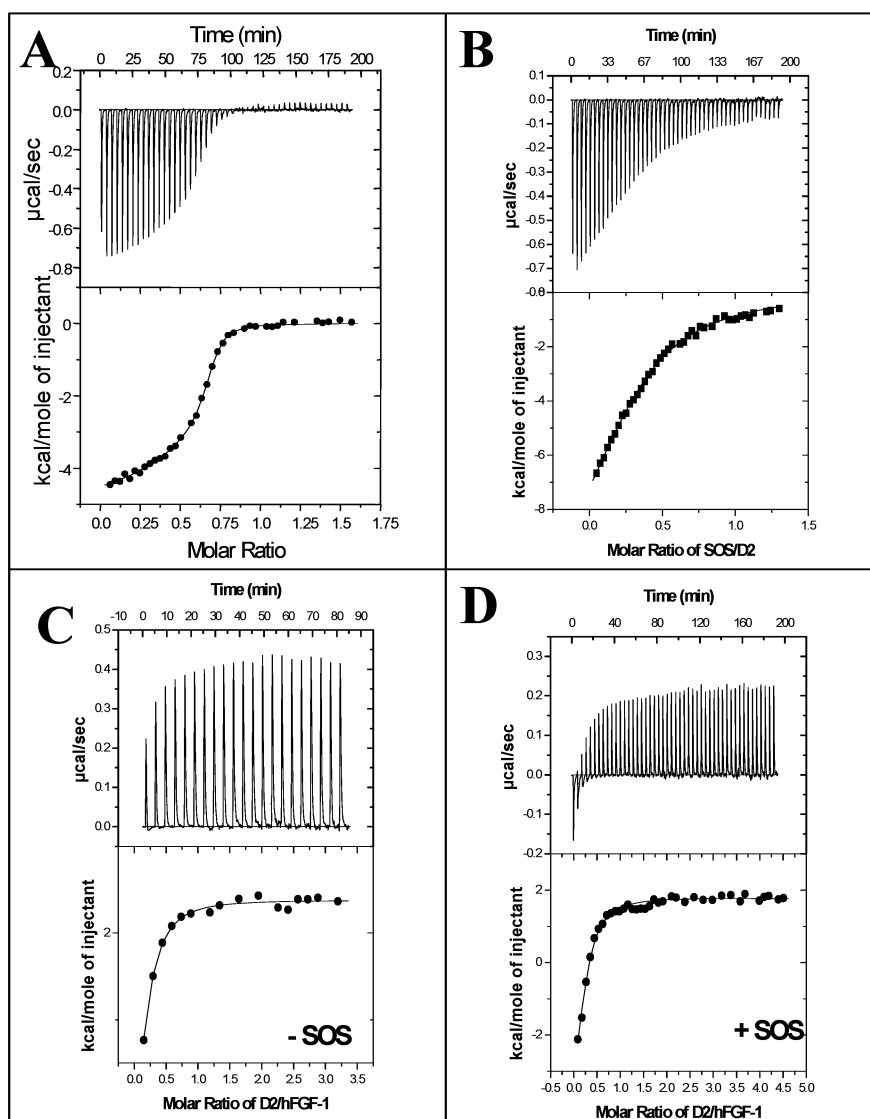 A
Time (min)
0 25 50 75 100 125 150 175 200
0.2
0.0
-0.2
-0.4
-0.6
-0.8
µcal/sec
0
-2
-4
kcal/mole of injectant
0.0 0.25 0.5 0.75 1.0 1.25 1.5 1.75
Molar Ratio
B
Time (min)
0 33 67 100 133 167 200
0.1
0.0
-0.1
-0.2
-0.3
-0.4
-0.5
-0.6
-0.7
-0.8
µcal/sec
-2
-4
-6
-8
kcal/mole of injectant
0.0 0.5 1.0 1.5
Molar Ratio of SOS/D2
C
Time (min)
-10 0 10 20 30 40 50 60 70 80 90
0.5
0.4
0.3
0.2
0.1
0.0
µcal/sec
2
kcal/mole of injectant
- SOS
0.0 0.5 1.0 1.5 2.0 2.5 3.0 3.5
Molar Ratio of D2/hFGF-1
D
Time (min)
0 40 80 120 160 200
0.3
0.2
0.1
0.0
-0.1
-0.2
µcal/sec
2
0
-2
kcal/mole of injectant
+ SOS
-0.5 0.0 0.5 1.0 1.5 2.0 2.5 3.0 3.5 4.0 4.5 5.0
Molar Ratio of D2/hFGF-1